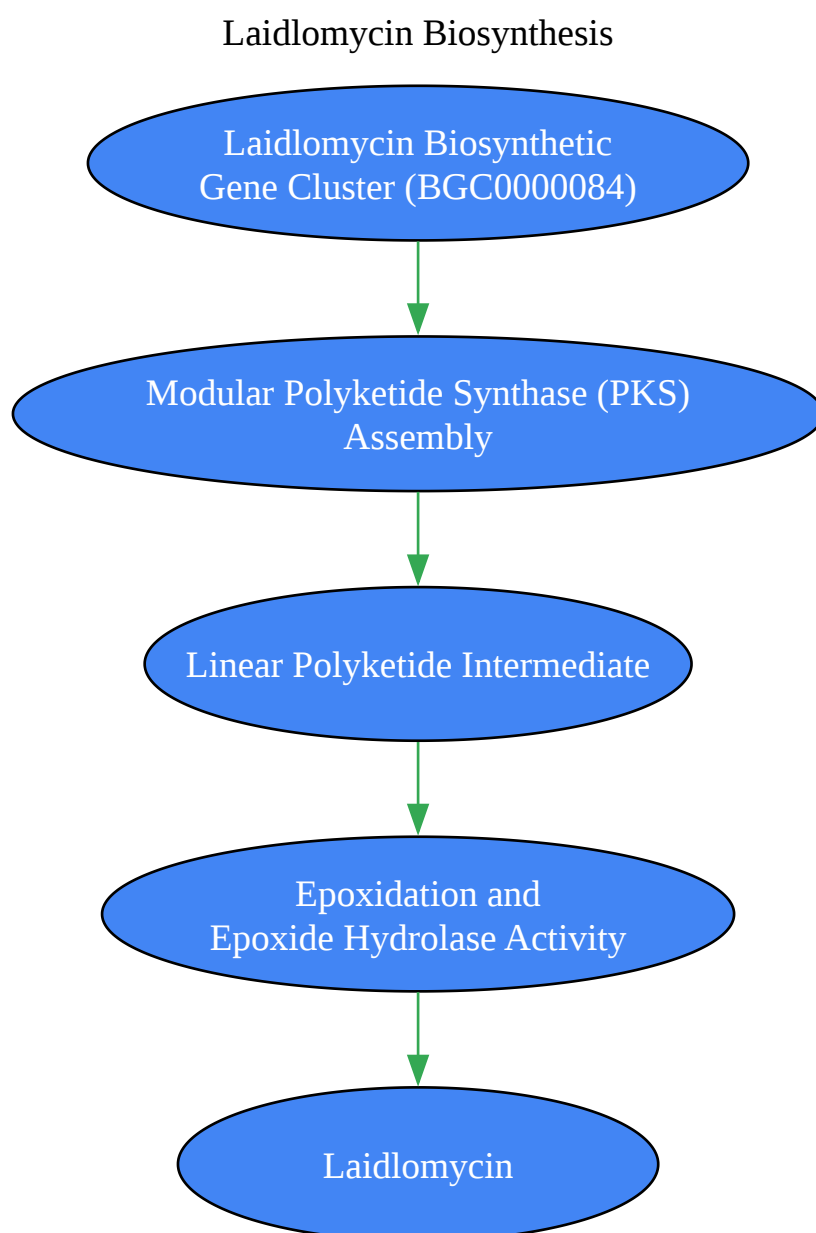 Laidlomycin Biosynthesis
Laidlomycin Biosynthetic
Gene Cluster (BGC0000084)
Modular Polyketide Synthase (PKS)
Assembly
Linear Polyketide Intermediate
Epoxidation and
Epoxide Hydrolase Activity
Laidlomycin